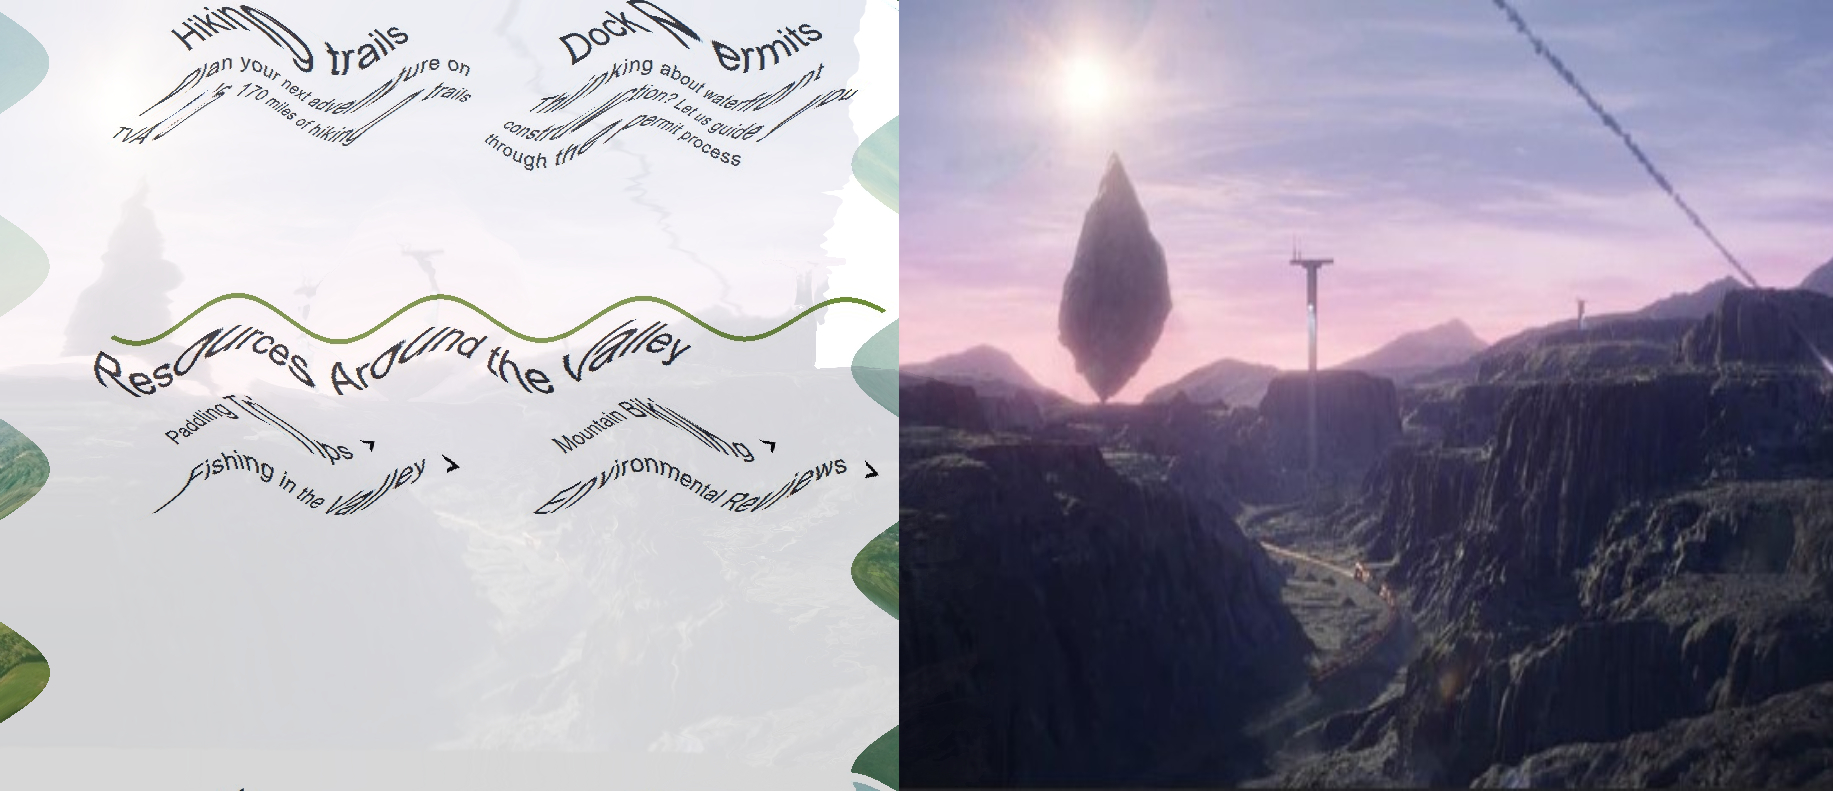 Hiking trails
Plan your next adventure on
TVA's 170 miles of hiking trails
Dock Permits
Thinking about waterfront
construction? Let us guide you
through the permit process
Resources Around the Valley
Paddling Trips
Mountain Biking
Fishing in the Valley
Environmental Reviews